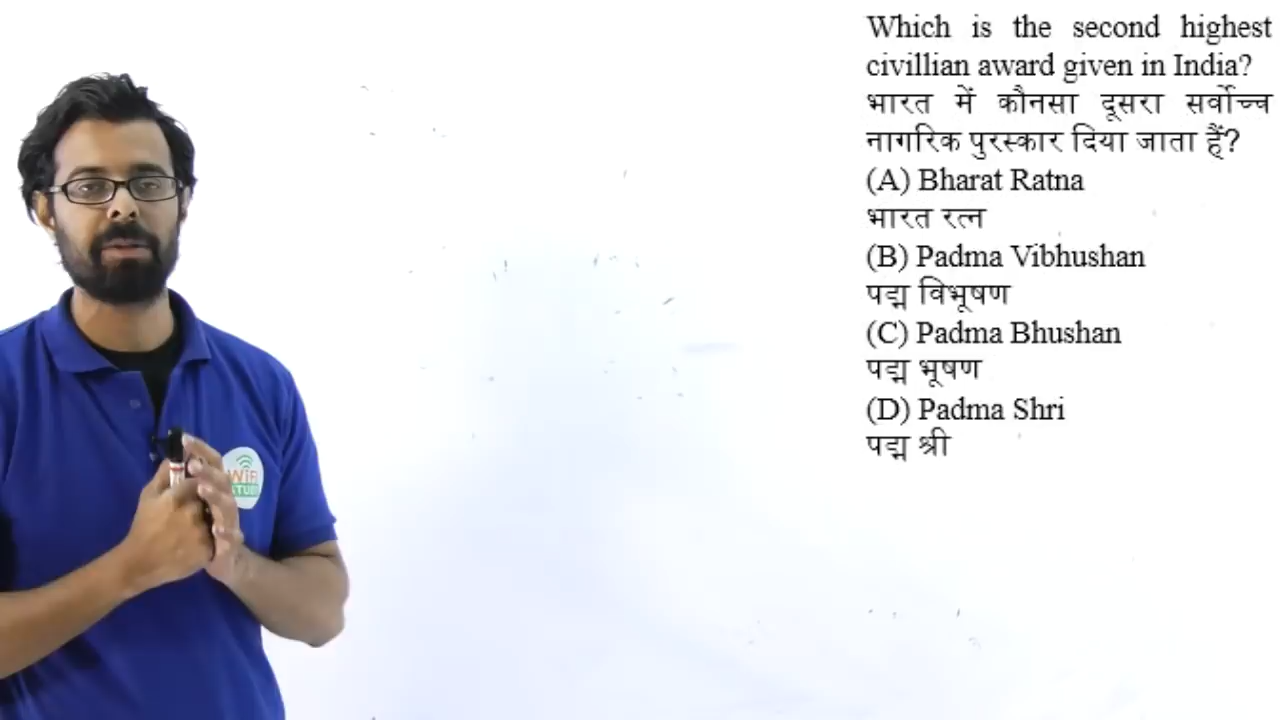 Which is the second highest
civillian award given in India?
भारत में कौनसा दूसरा सर्वोच्च
नागरिक पुरस्कार दिया जाता हैं?
(A) Bharat Ratna
भारत रत्न
(B) Padma Vibhushan
पद्म विभूषण
(C) Padma Bhushan
पद्म भूषण
(D) Padma Shri
पद्म श्री
WiFi